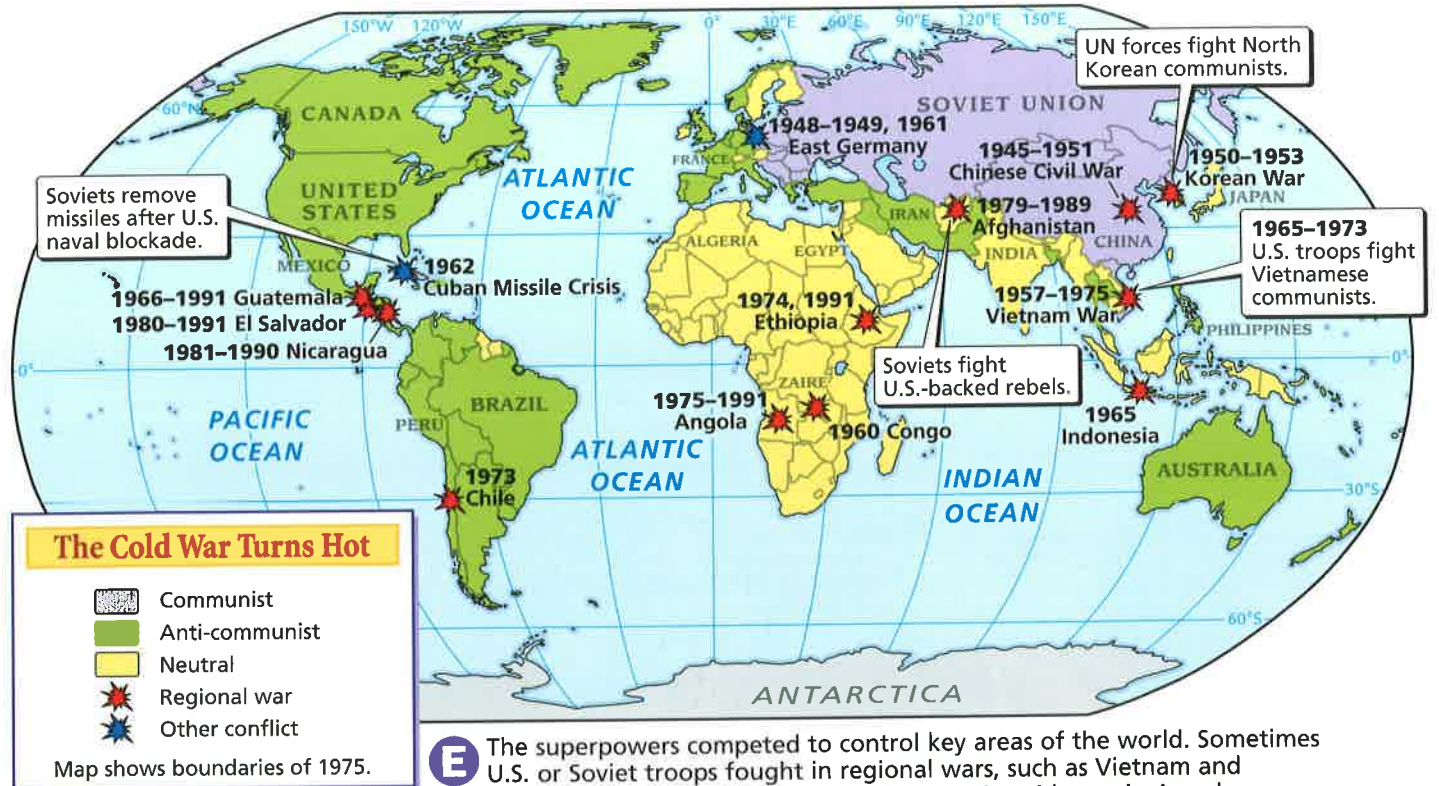 150°W 120°W 0° 30°E 60°E 90°E 120°E 150°E
UN forces fight North
Korean communists.
60°N
CANADA
SOVIET UNION
1948–1949, 1961
East Germany
FRANCE
1945–1951
Chinese Civil War
1950–1953
Korean War
JAPAN
Soviets remove
missiles after U.S.
naval blockade.
UNITED
STATES
ATLANTIC
OCEAN
IRAN
1979–1989
Afghanistan
CHINA
1965–1973
U.S. troops fight
Vietnamese
communists.
MEXICO
1962
Cuban Missile Crisis
ALGERIA
EGYPT
INDIA
1966–1991 Guatemala
1980–1991 El Salvador
1981–1990 Nicaragua
1974, 1991
Ethiopia
1957–1975
Vietnam War
PHILIPPINES
0°
0°
Soviets fight
U.S.-backed rebels.
ZAIRE
BRAZIL
PERU
PACIFIC
OCEAN
1975–1991
Angola
1960 Congo
1965
Indonesia
ATLANTIC
OCEAN
INDIAN
OCEAN
AUSTRALIA
1973
Chile
30°S
60°S
ANTARCTICA
The Cold War Turns Hot
Communist
Anti-communist
Neutral
Regional war
Other conflict
Map shows boundaries of 1975.
E The superpowers competed to control key areas of the world. Sometimes
U.S. or Soviet troops fought in regional wars, such as Vietnam and